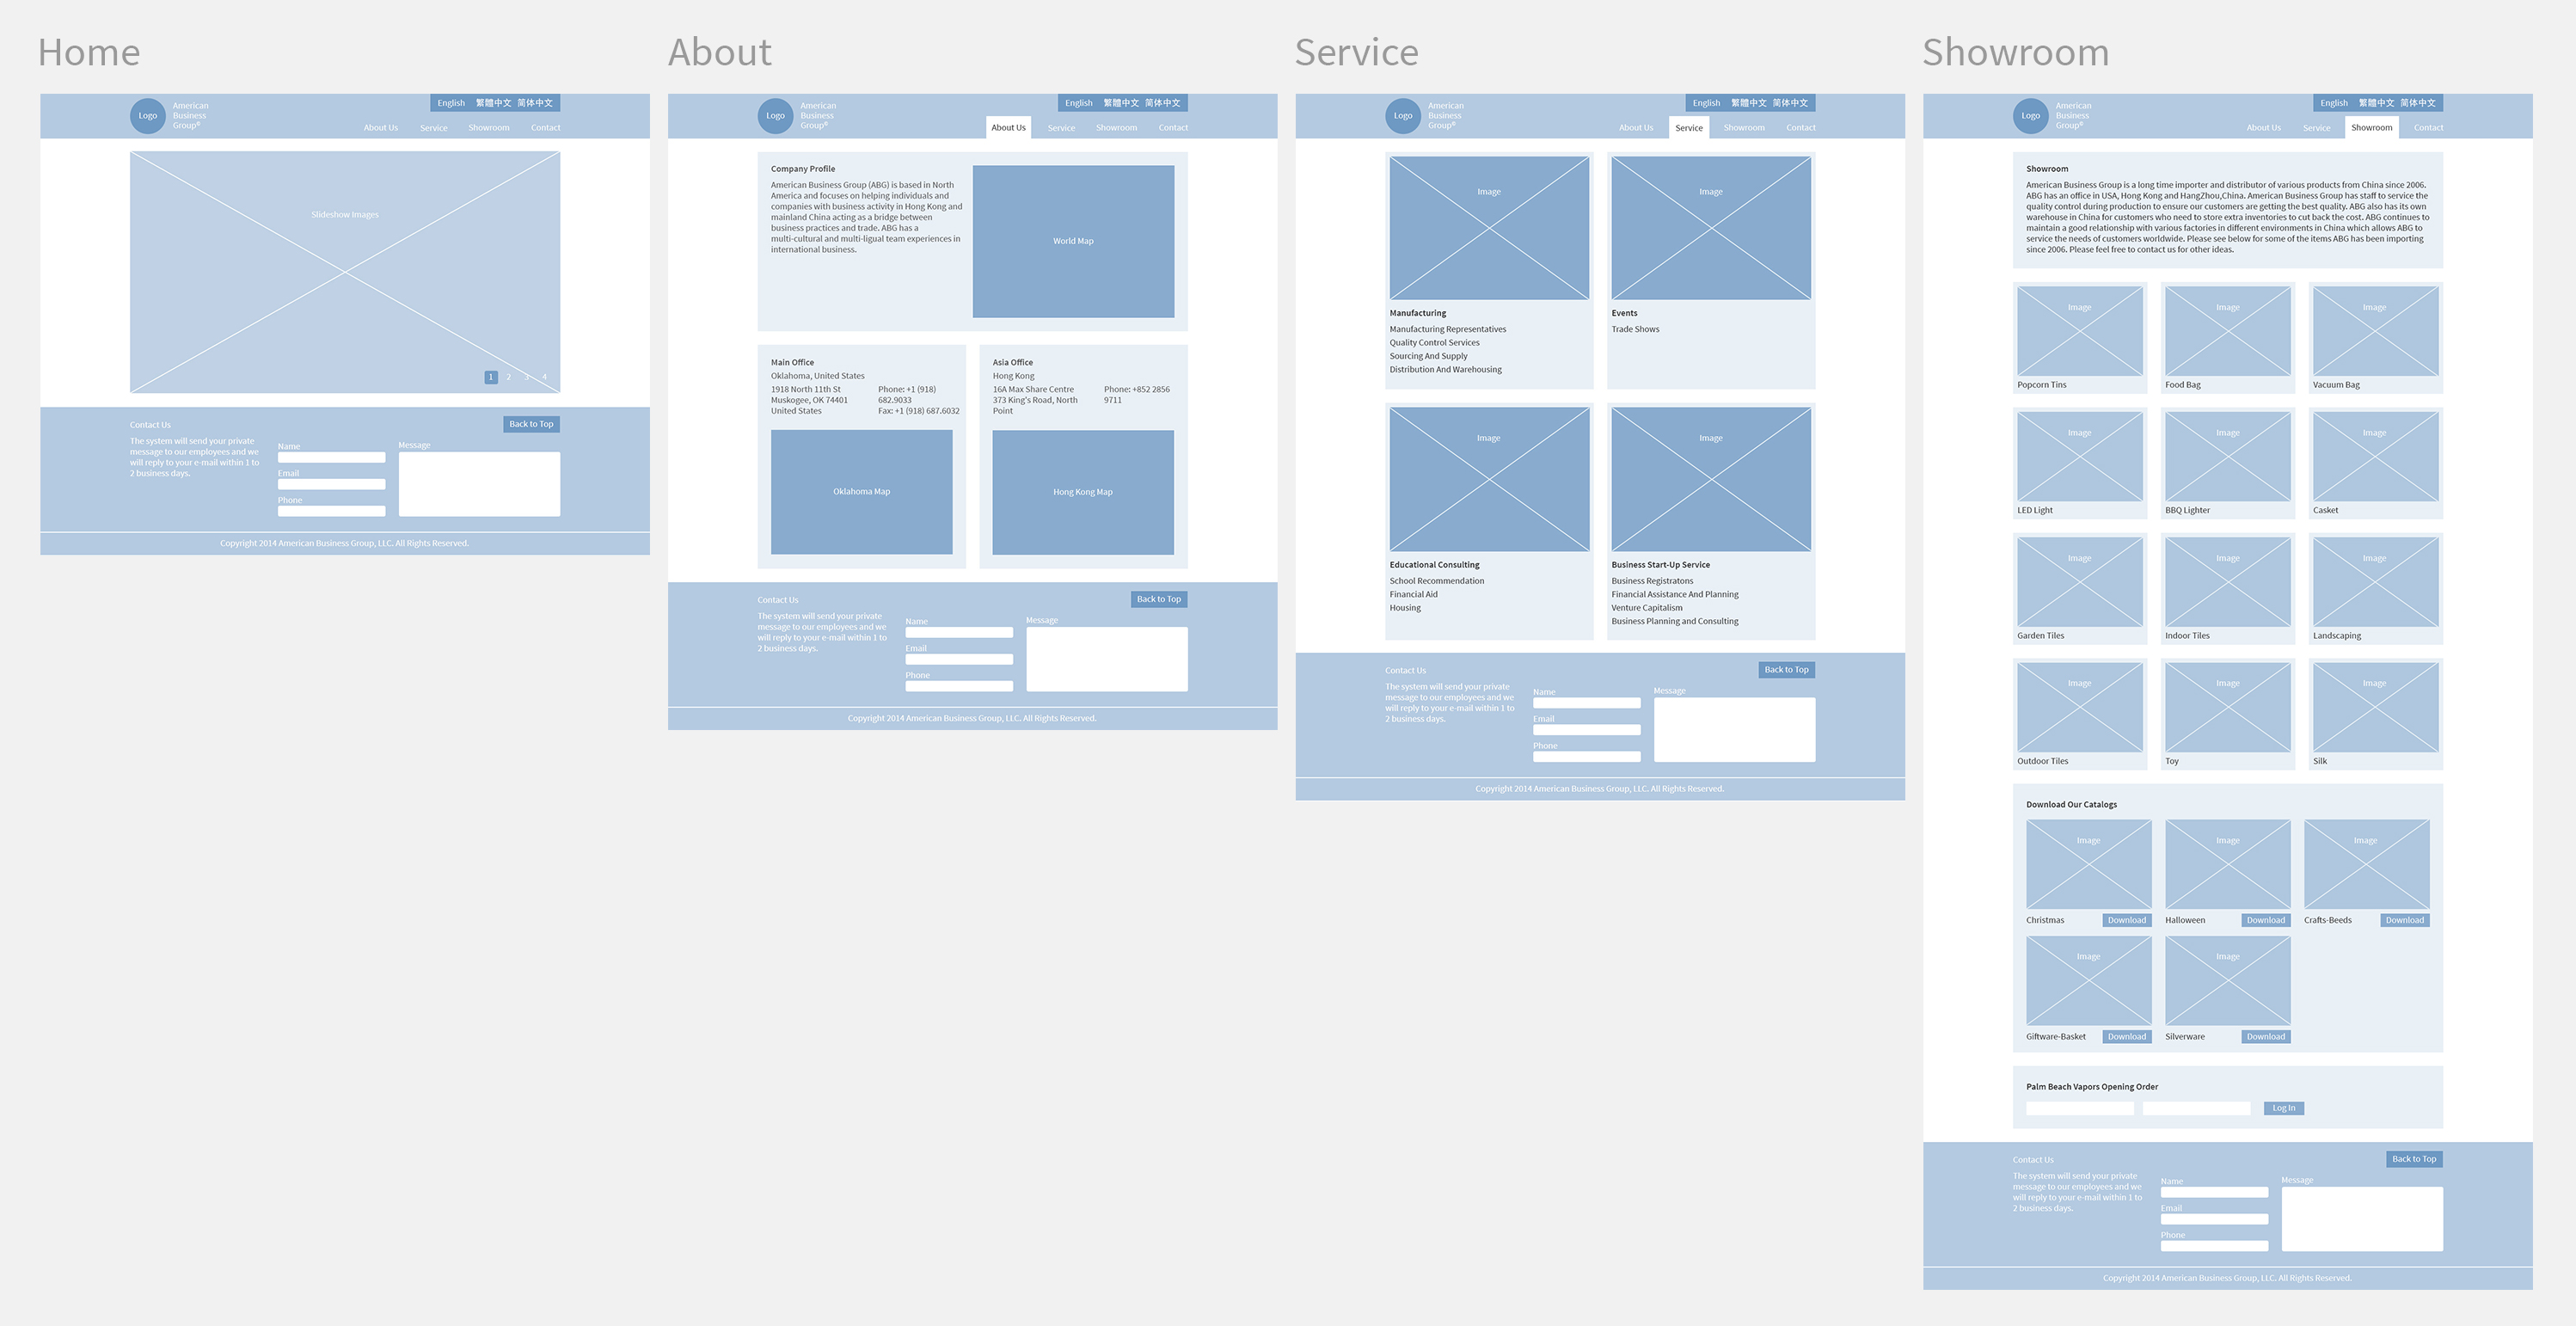 Home
Logo
American
Business
Group®
English 繁體中文 简体中文
About Us Service Showroom Contact
Slideshow Images
1 2 3 4
Contact Us
Back to Top
The system will send your private
message to our employees and we
will reply to your e-mail within 1 to
2 business days.
Name
Email
Phone
Message
Copyright 2014 American Business Group, LLC. All Rights Reserved.
About
Logo
American
Business
Group®
English 繁體中文 简体中文
About Us Service Showroom Contact
Company Profile
American Business Group (ABG) is based in North
America and focuses on helping individuals and
companies with business activity in Hong Kong and
mainland China acting as a bridge between
business practices and trade. ABG has a
multi-cultural and multi-ligual team experiences in
international business.
World Map
Main Office
Oklahoma, United States
1918 North 11th St
Muskogee, OK 74401
United States
Phone: +1 (918)
682.9033
Fax: +1 (918) 687.6032
Oklahoma Map
Asia Office
Hong Kong
16A Max Share Centre
373 King's Road, North
Point
Phone: +852 2856
9711
Hong Kong Map
Contact Us
Back to Top
The system will send your private
message to our employees and we
will reply to your e-mail within 1 to
2 business days.
Name
Email
Phone
Message
Copyright 2014 American Business Group, LLC. All Rights Reserved.
Service
Logo
American
Business
Group®
English 繁體中文 简体中文
About Us Service Showroom Contact
Image
Manufacturing
Manufacturing Representatives
Quality Control Services
Sourcing And Supply
Distribution And Warehousing
Image
Events
Trade Shows
Image
Educational Consulting
School Recommendation
Financial Aid
Housing
Image
Business Start-Up Service
Business Registratons
Financial Assistance And Planning
Venture Capitalism
Business Planning and Consulting
Contact Us
Back to Top
The system will send your private
message to our employees and we
will reply to your e-mail within 1 to
2 business days.
Name
Email
Phone
Message
Copyright 2014 American Business Group, LLC. All Rights Reserved.
Showroom
Logo
American
Business
Group®
English 繁體中文 简体中文
About Us Service Showroom Contact
Showroom
American Business Group is a long time importer and distributor of various products from China since 2006.
ABG has an office in USA, Hong Kong and HangZhou,China. American Business Group has staff to service the
quality control during production to ensure our customers are getting the best quality. ABG also has its own
warehouse in China for customers who need to store extra inventories to cut back the cost. ABG continues to
maintain a good relationship with various factories in different environments in China which allows ABG to
service the needs of customers worldwide. Please see below for some of the items ABG has been importing
since 2006. Please feel free to contact us for other ideas.
Image Image Image
Popcorn Tins Food Bag Vacuum Bag
Image Image Image
LED Light BBQ Lighter Casket
Image Image Image
Garden Tiles Indoor Tiles Landscaping
Image Image Image
Outdoor Tiles Toy Silk
Download Our Catalogs
Image Image Image
Christmas Download Halloween Download Crafts-Beeds Download
Image Image
Giftware-Basket Download Silverware Download
Palm Beach Vapors Opening Order
Log In
Contact Us
Back to Top
The system will send your private
message to our employees and we
will reply to your e-mail within 1 to
2 business days.
Name
Email
Phone
Message
Copyright 2014 American Business Group, LLC. All Rights Reserved.